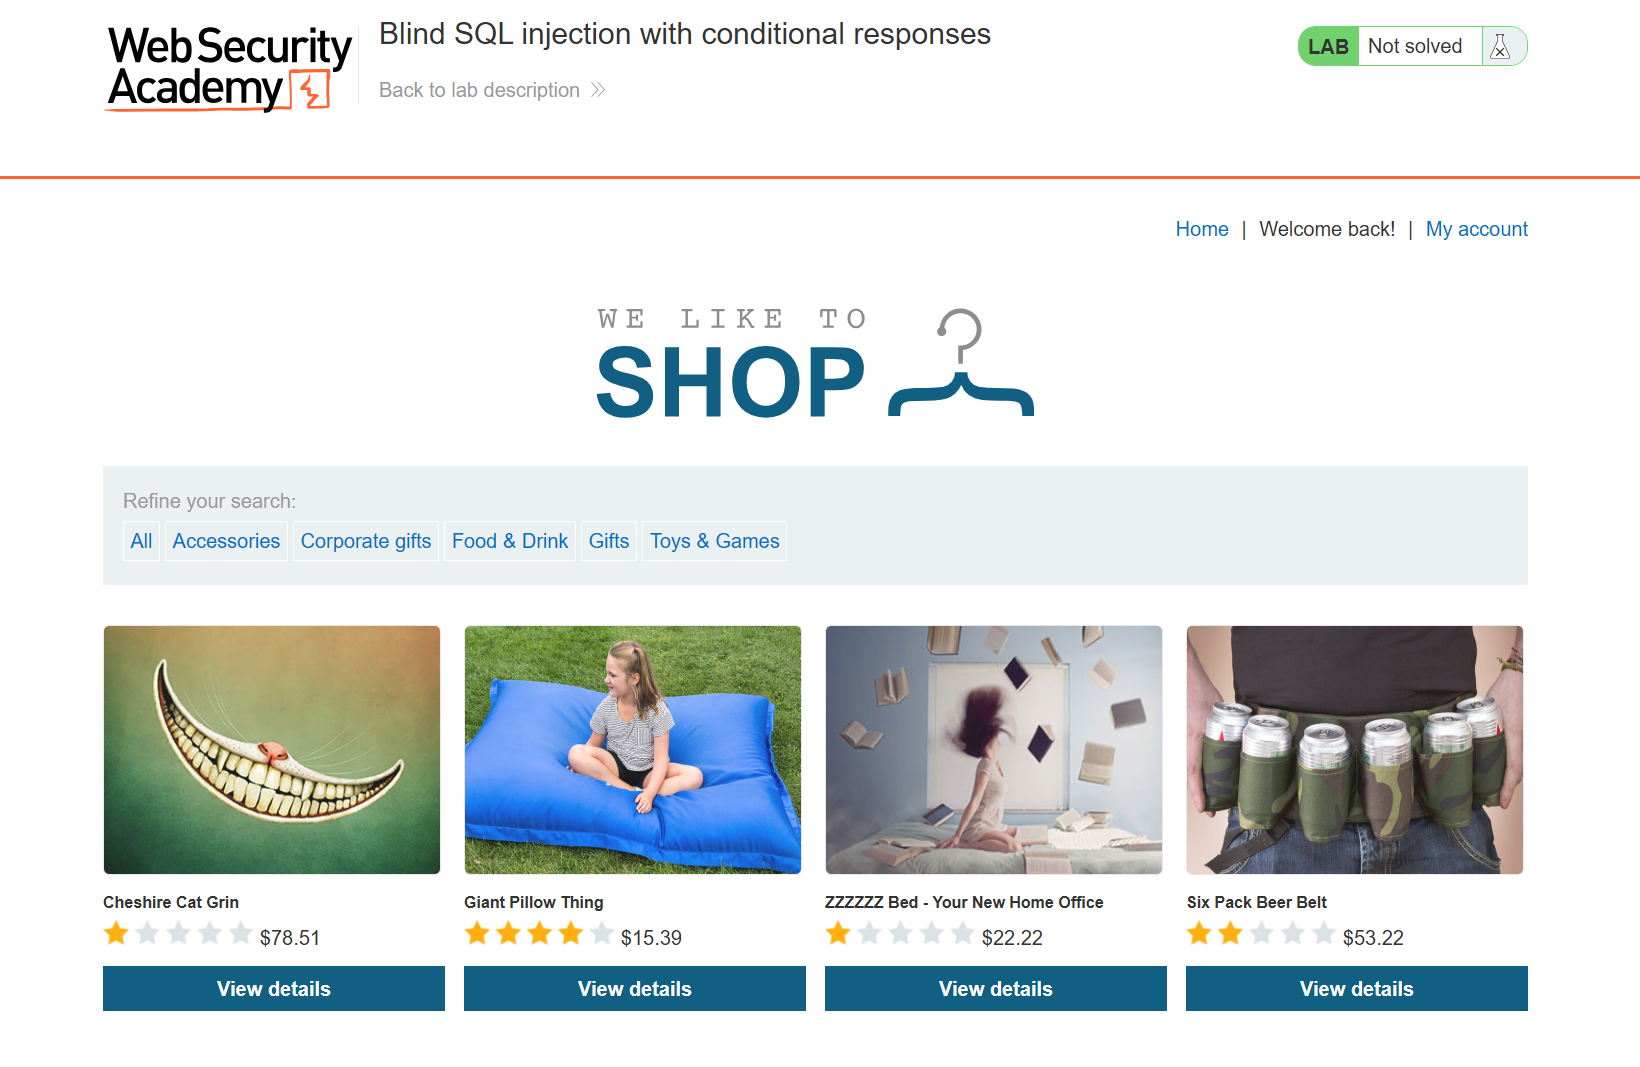 Web Security
Academy
Blind SQL injection with conditional responses
Back to lab description
LAB Not solved
Home | Welcome back! | My account
WE LIKE TO
SHOP
Refine your search:
All Accessories Corporate gifts Food & Drink Gifts Toys & Games
Cheshire Cat Grin
$78.51
View details
Giant Pillow Thing
$15.39
View details
ZZZZZZ Bed - Your New Home Office
$22.22
View details
Six Pack Beer Belt
$53.22
View details